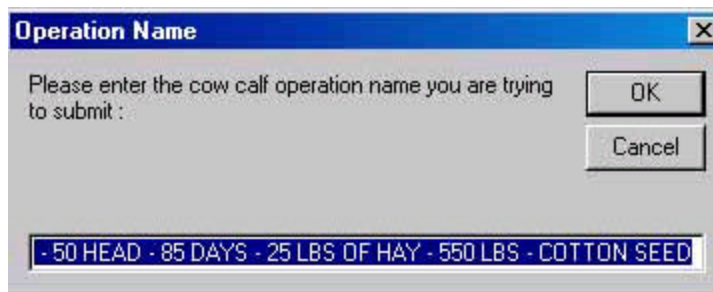 Operation Name
Please enter the cow calf operation name you are trying
OK
to submit :
Cancel
- 50 HEAD - 85 DAYS - 25 LBS OF HAY - 550 LBS - COTTON SEED